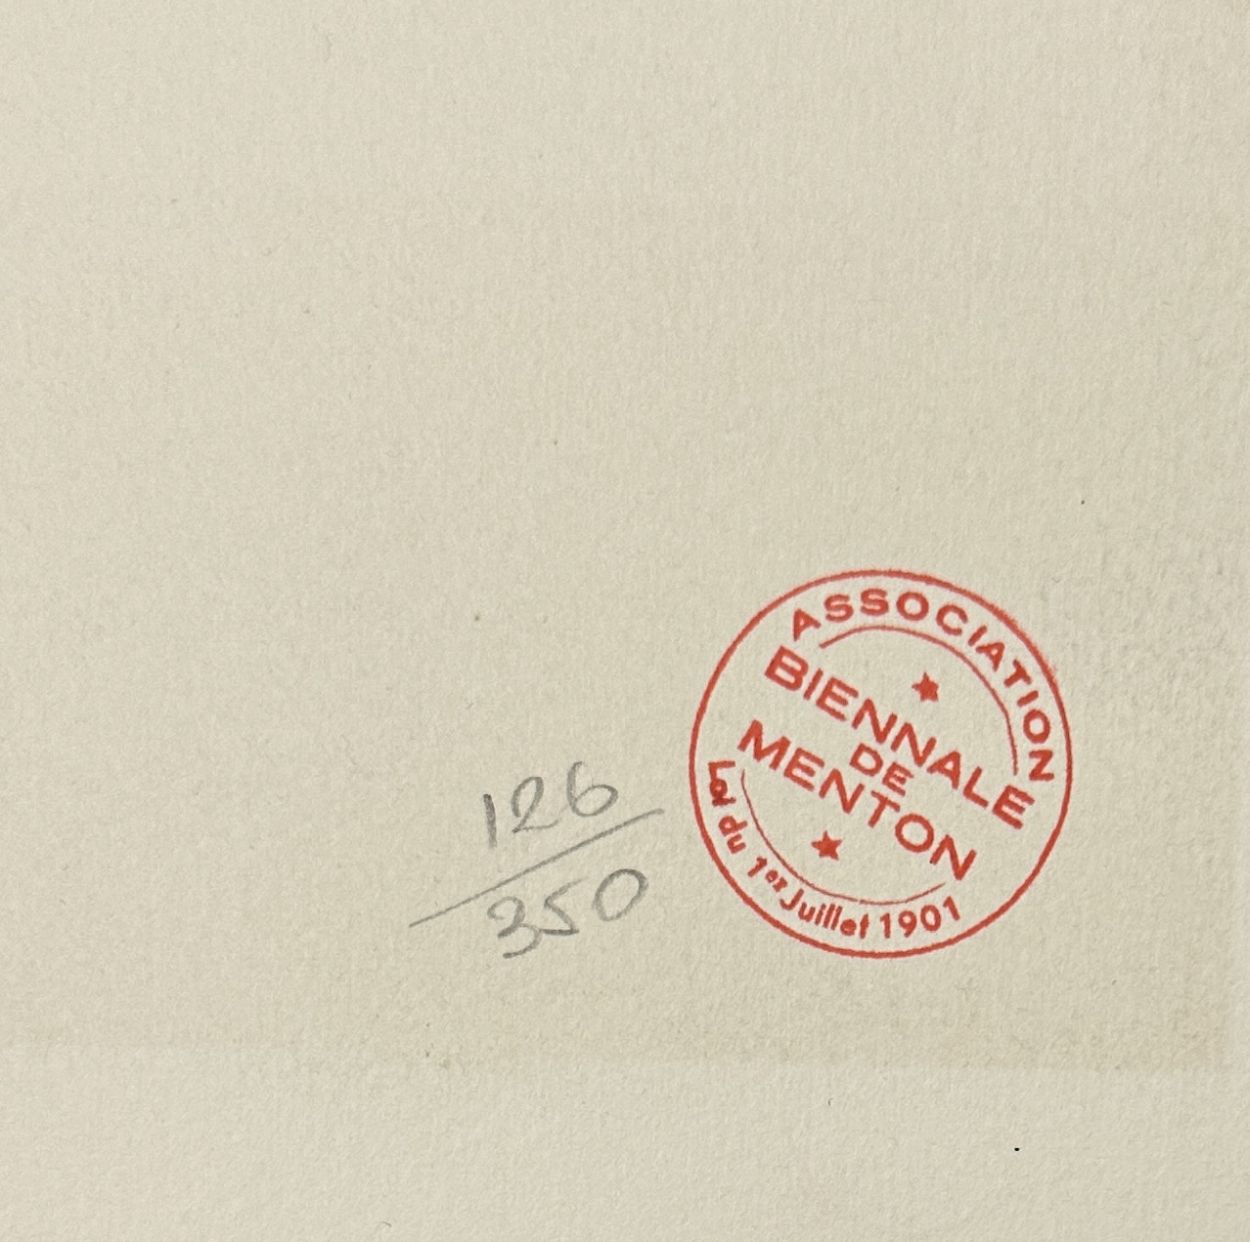 126
350
ASSOCIATION
BIENNALE
DE
MENTON
Loi du 1er Juillet 1901